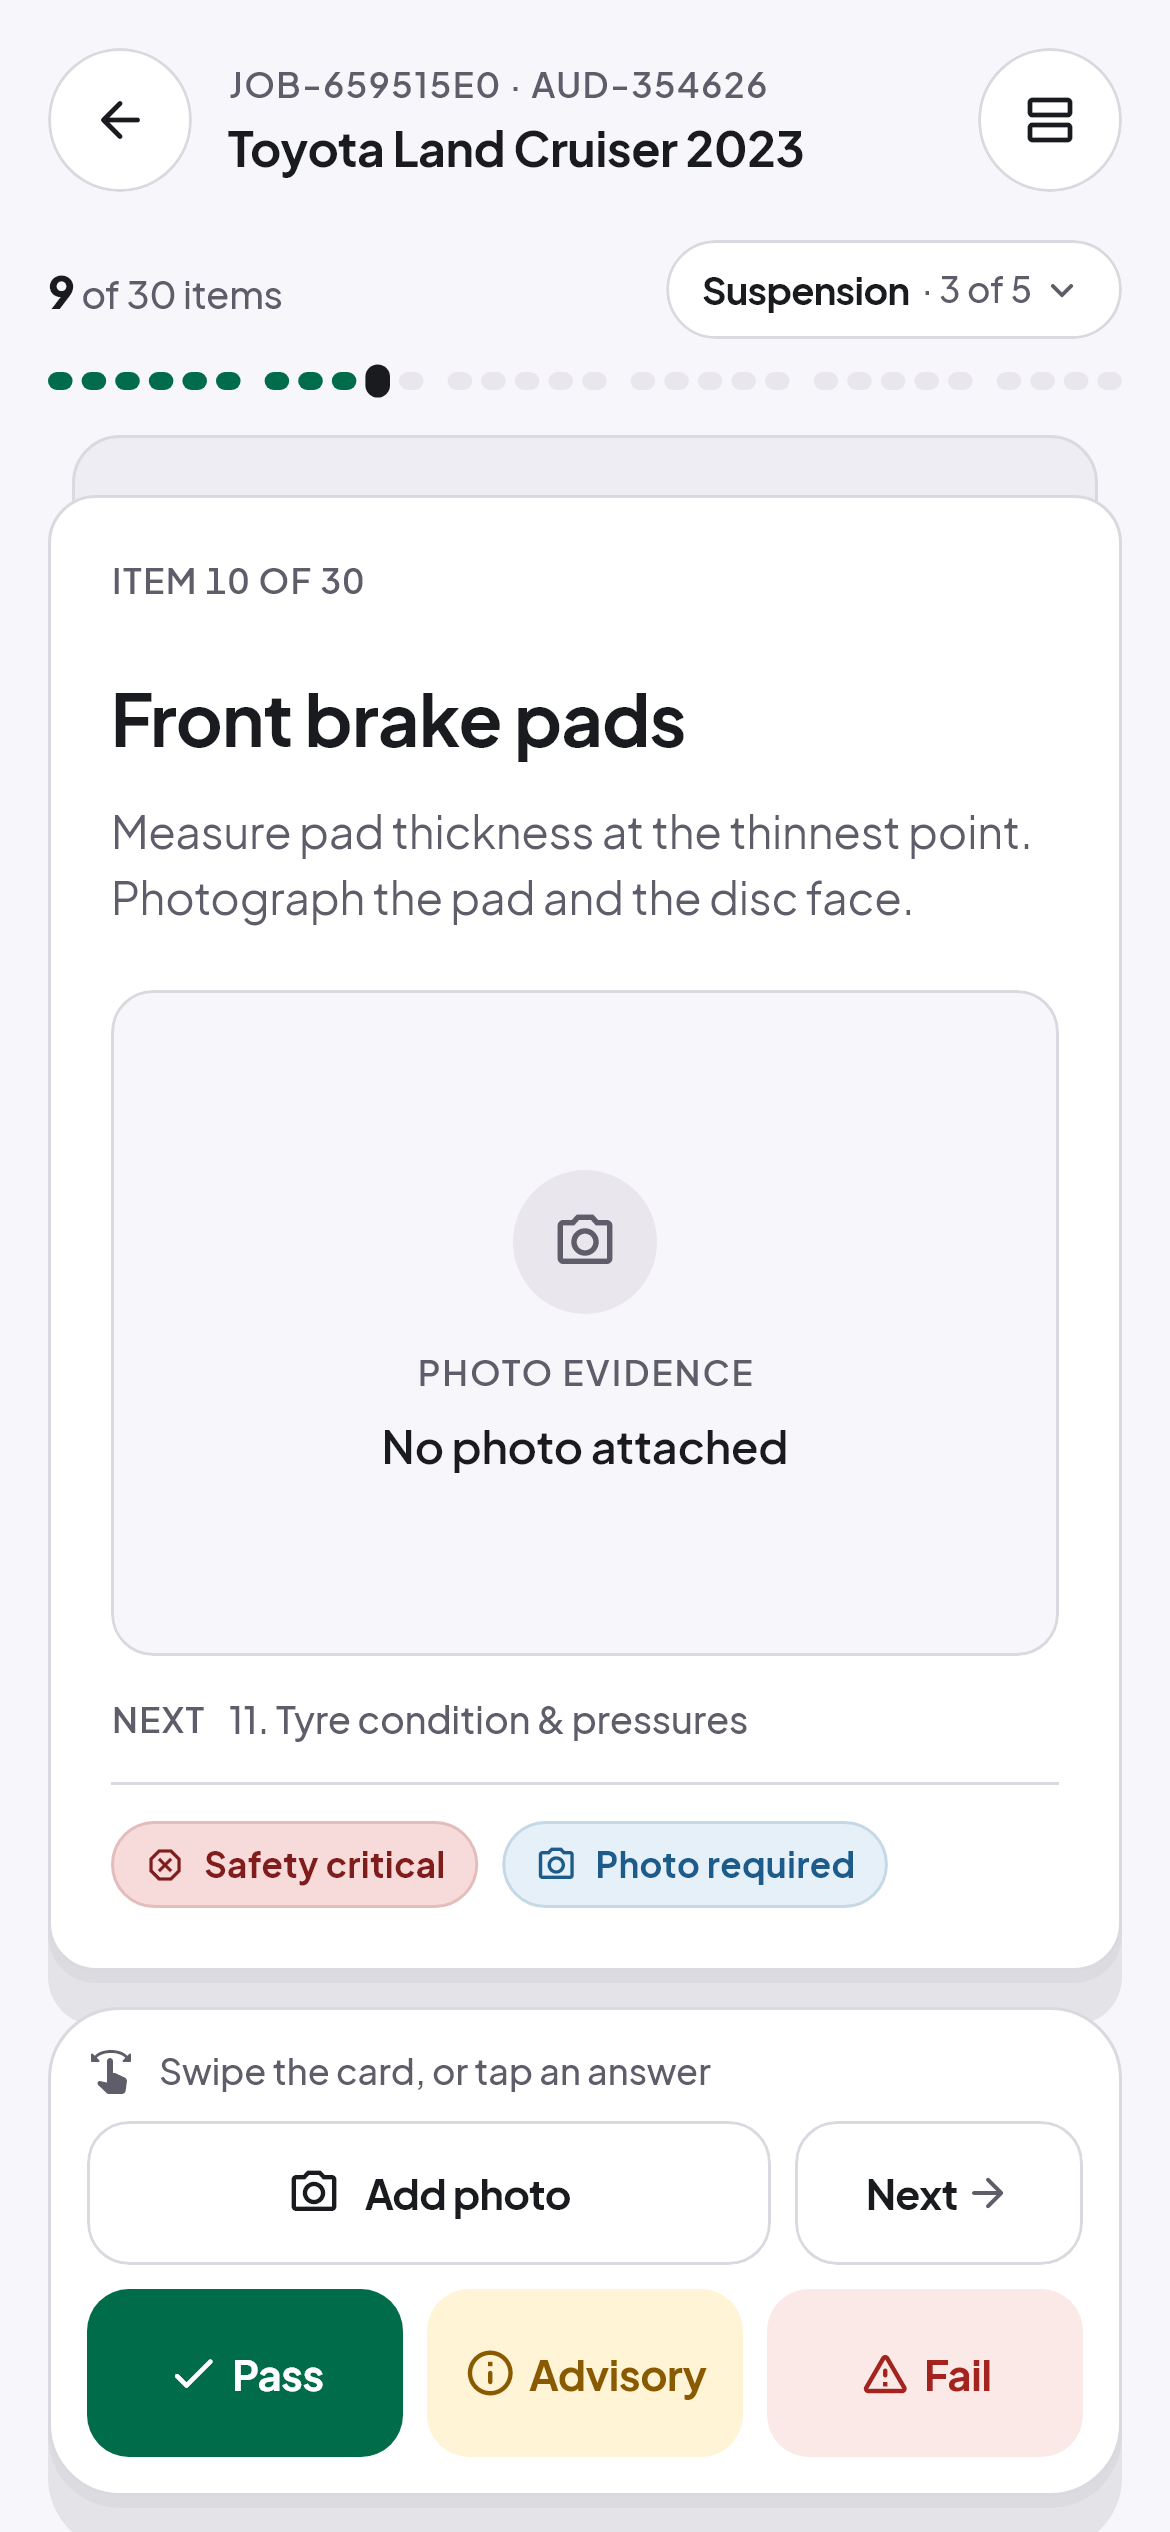 JOB-659515E0 · AUD-354626
Toyota Land Cruiser 2023
9 of 30 items
Suspension · 3 of 5
ITEM 10 OF 30
Front brake pads
Measure pad thickness at the thinnest point.
Photograph the pad and the disc face.
PHOTO EVIDENCE
No photo attached
NEXT 11. Tyre condition & pressures
Safety critical
Photo required
Swipe the card, or tap an answer
Add photo
Next
Pass
Advisory
Fail